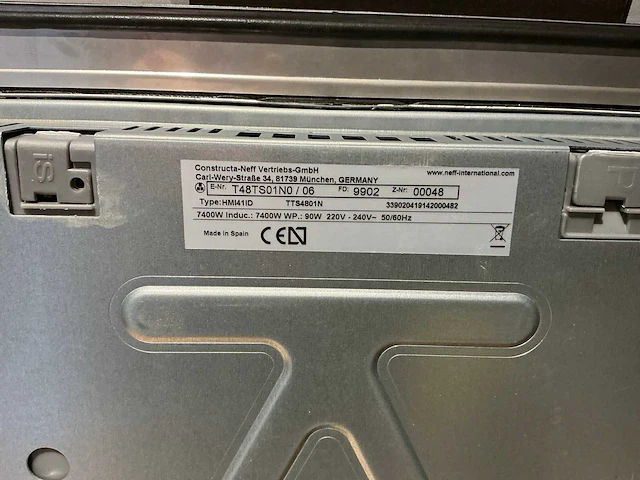 Constructa-Neff Vertriebs-GmbH
Carl-Wery-Straße 34, 81739 München, GERMANY
www.neff-international.com
E-Nr. T48TS01N0 / 06 FD: 9902 Z-Nr: 00048
Type:HMI41ID TTS4801N 339020419142000482
7400W Induc.: 7400W WP.: 90W 220V - 240V~ 50/60Hz
Made in Spain CE